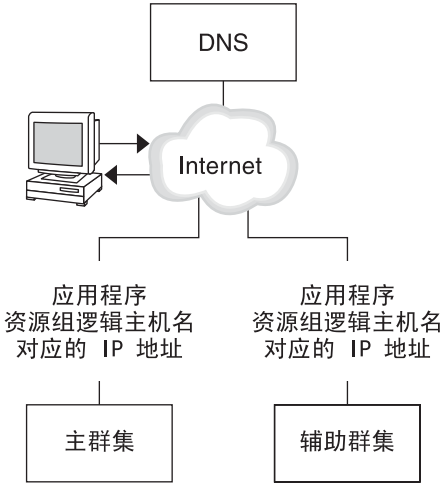 DNS
Internet
应用程序
资源组逻辑主机名
对应的 IP 地址
应用程序
资源组逻辑主机名
对应的 IP 地址
主群集
辅助群集